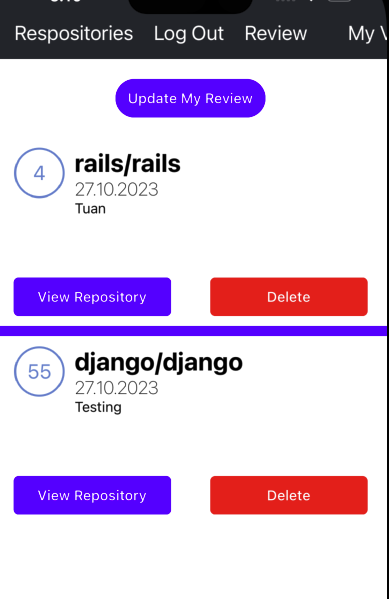 Respositories Log Out Review My
Update My Review
4
rails/rails
27.10.2023
Tuan
View Repository Delete
55
django/django
27.10.2023
Testing
View Repository Delete